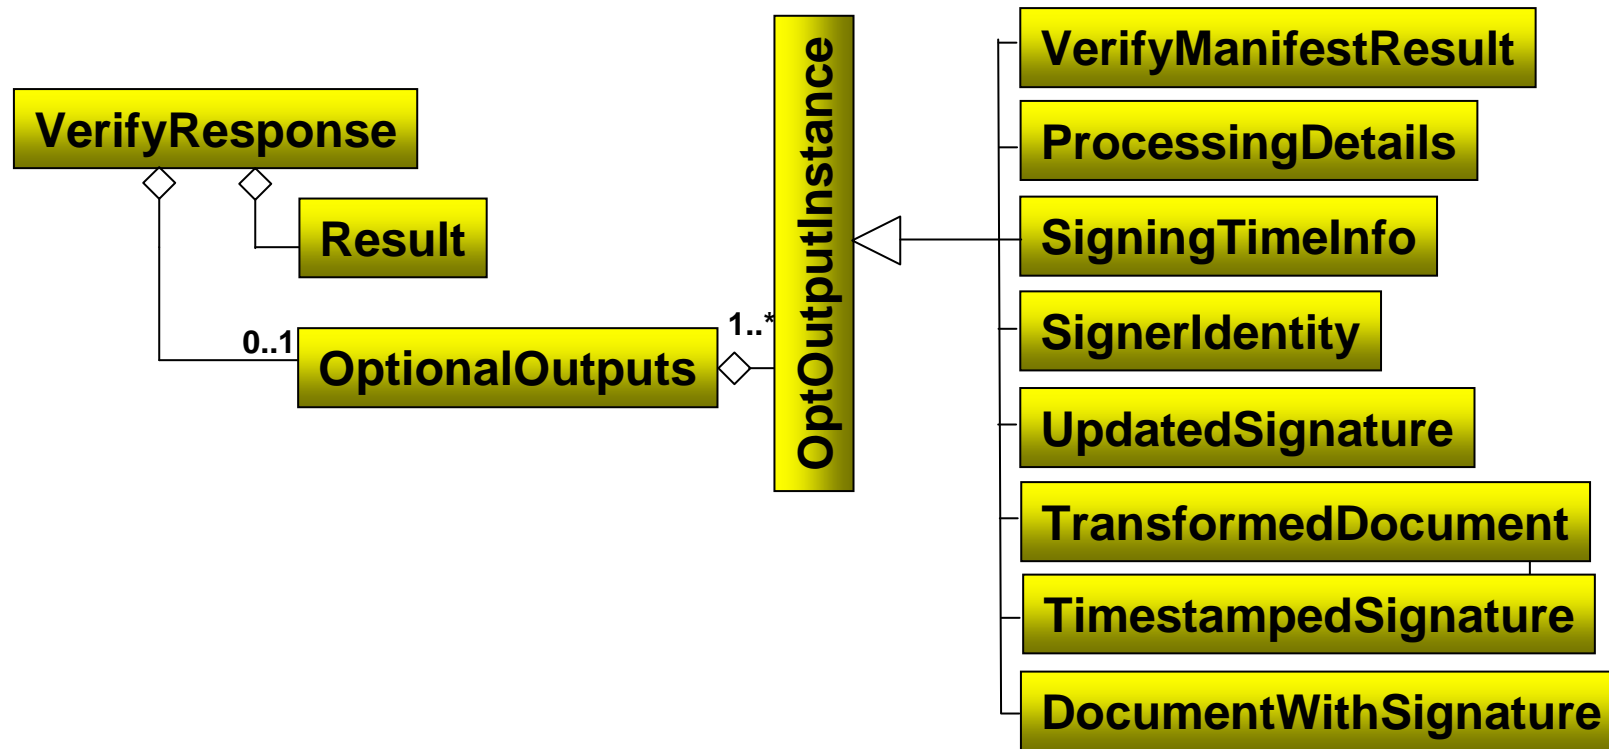 VerifyResponse
Result
0..1
OptionalOutputs
1..*
OptOutputInstance
VerifyManifestResult
ProcessingDetails
SigningTimeInfo
SignerIdentity
UpdatedSignature
TransformedDocument
TimestampedSignature
DocumentWithSignature